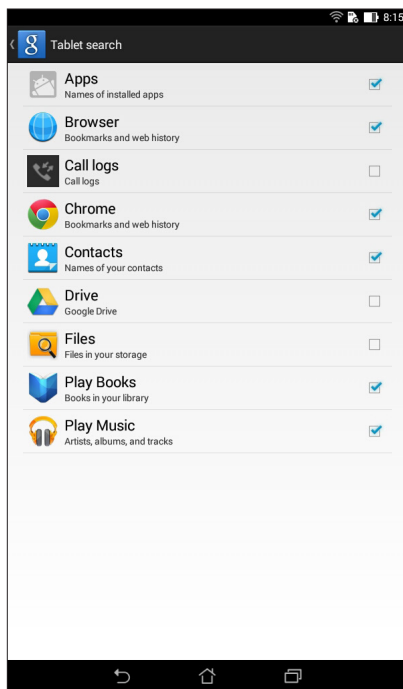 8:15
Tablet search
Apps
Names of installed apps
Browser
Bookmarks and web history
Call logs
Call logs
Chrome
Bookmarks and web history
Contacts
Names of your contacts
Drive
Google Drive
Files
Files in your storage
Play Books
Books in your library
Play Music
Artists, albums, and tracks